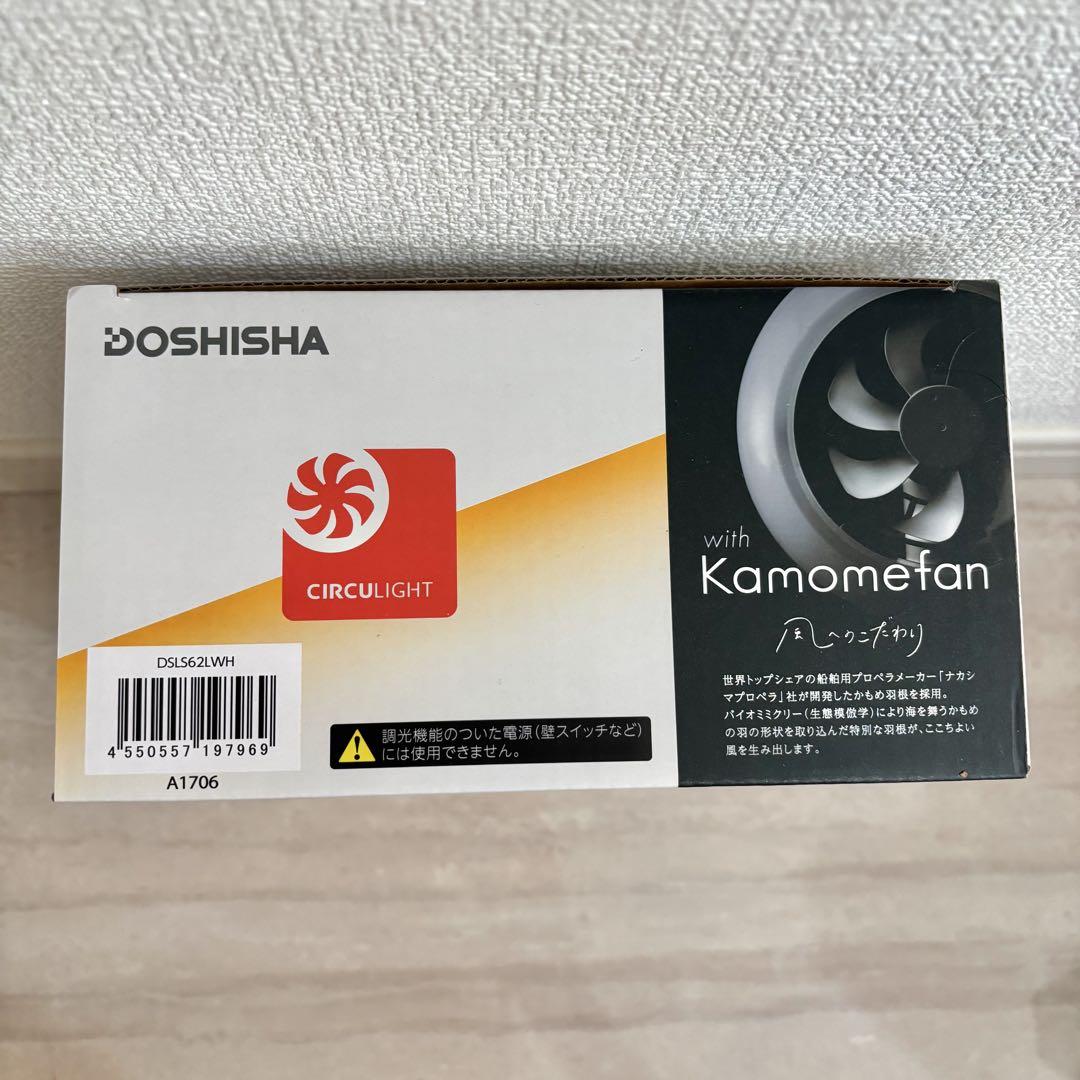 DOSHISHA
CIRCULIGHT
DSLS62LWH
4 550557 197969
A1706
調光機能のついた電源（壁スイッチなど）
には使用できません。
with
Kamomefan
風へのこだわり
世界トップシェアの船舶用プロペラメーカー「ナカシ
マプロペラ」社が開発したかもめ羽根を採用。
バイオミミクリー（生態模倣学）により海を舞うかもめ
の羽の形状を取り込んだ特別な羽根が、ここちよい
風を生み出します。